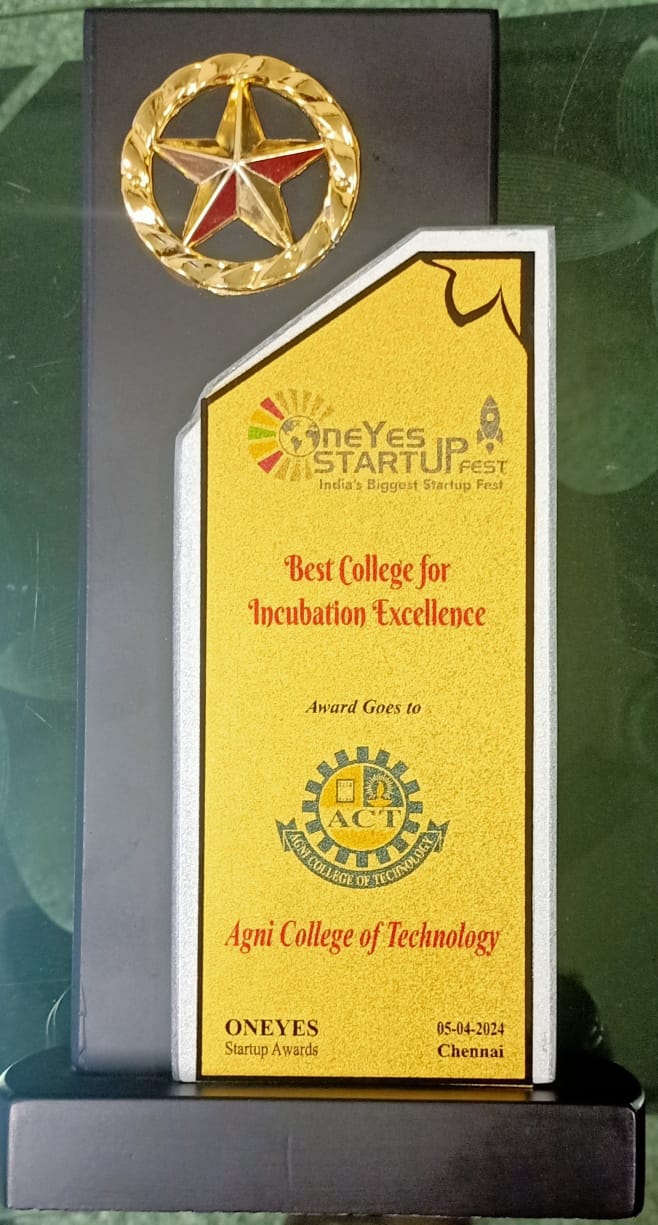 OneYes
STARTUP FEST
India's Biggest Startup Fest
Best College for
Incubation Excellence
Award Goes to
ACT
AGNI COLLEGE OF TECHNOLOGY
Agni College of Technology
ONEYES
Startup Awards
05-04-2024
Chennai